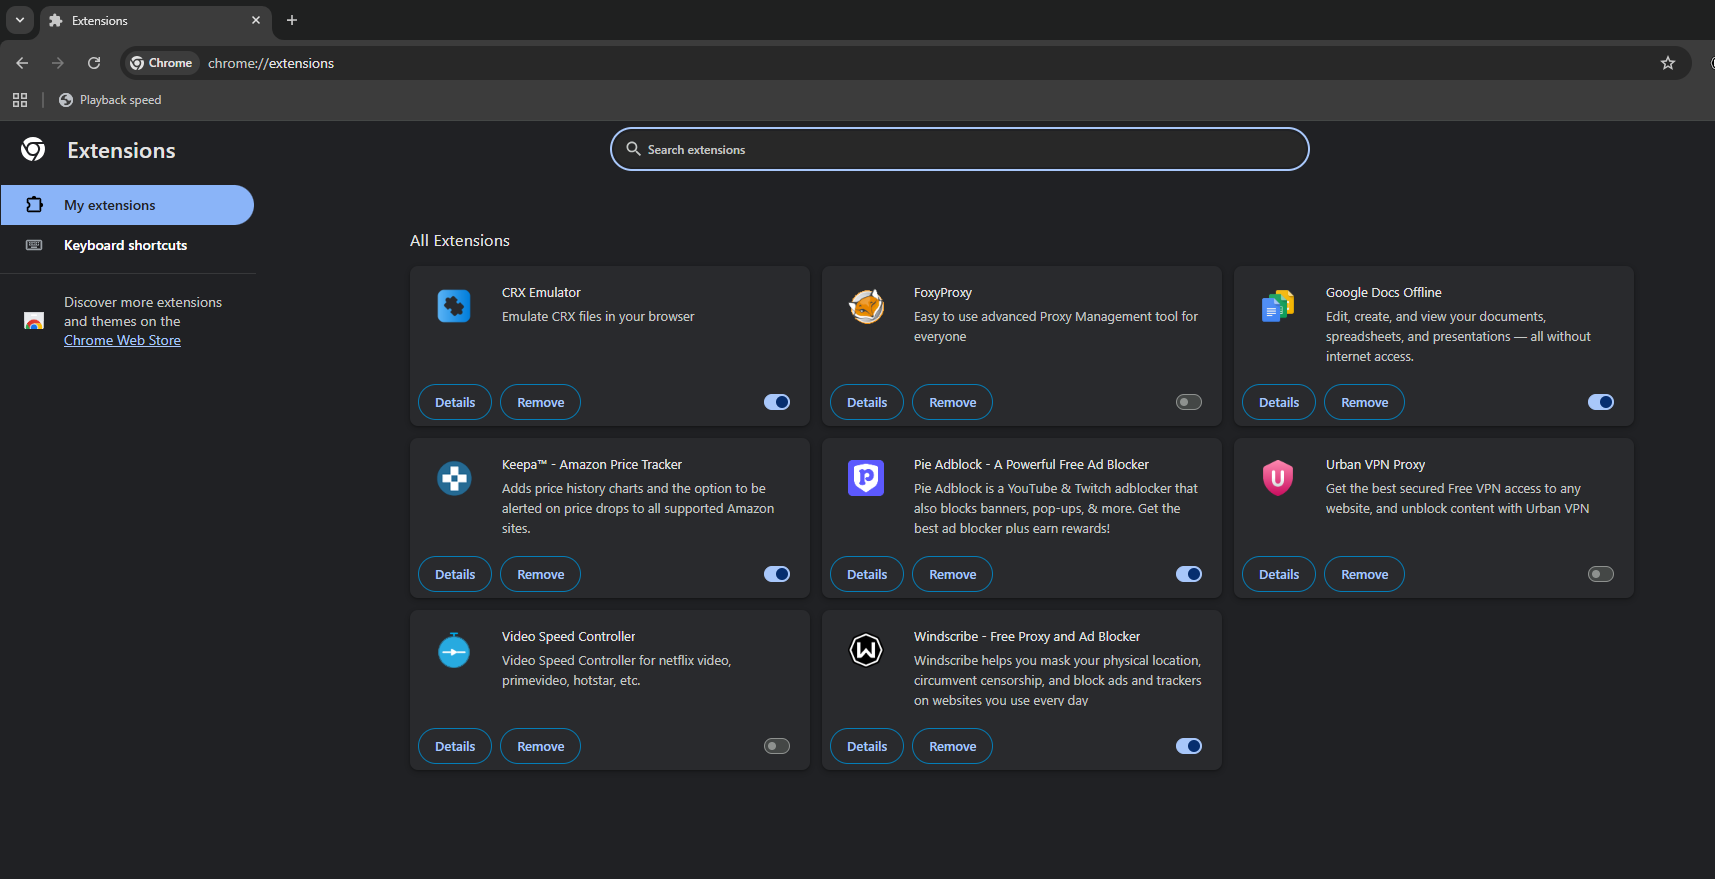 Extensions
Chrome
chrome://extensions
Playback speed
Extensions
Search extensions
My extensions
Keyboard shortcuts
Discover more extensions
and themes on the
Chrome Web Store
All Extensions
CRX Emulator
Emulate CRX files in your browser
Details
Remove
FoxyProxy
Easy to use advanced Proxy Management tool for
everyone
Details
Remove
Google Docs Offline
Edit, create, and view your documents,
spreadsheets, and presentations — all without
internet access.
Details
Remove
Keepa™ - Amazon Price Tracker
Adds price history charts and the option to be
alerted on price drops to all supported Amazon
sites.
Details
Remove
Pie Adblock - A Powerful Free Ad Blocker
Pie Adblock is a YouTube & Twitch adblocker that
also blocks banners, pop-ups, & more. Get the
best ad blocker plus earn rewards!
Details
Remove
Urban VPN Proxy
Get the best secured Free VPN access to any
website, and unblock content with Urban VPN
Details
Remove
Video Speed Controller
Video Speed Controller for netflix video,
primevideo, hotstar, etc.
Details
Remove
Windscribe - Free Proxy and Ad Blocker
Windscribe helps you mask your physical location,
circumvent censorship, and block ads and trackers
on websites you use every day
Details
Remove